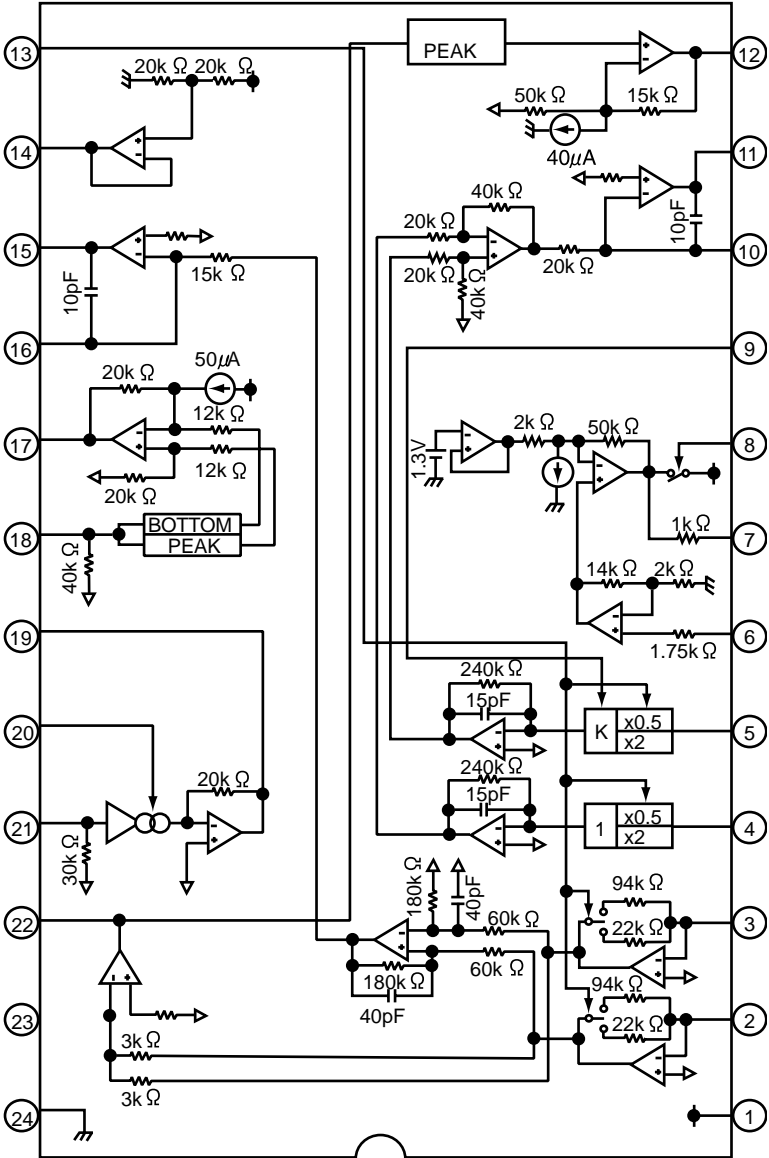 13
PEAK
12
20k Ω 20k Ω
50k Ω
15k Ω
14
40μA
11
40k Ω
10pF
20k Ω
15
15k Ω
20k Ω
20k Ω
40k Ω
10
10pF
16
9
50μA
20k Ω
12k Ω
17
12k Ω
20k Ω
1.3V
2k Ω
50k Ω
8
18
BOTTOM
PEAK
40k Ω
1k Ω
7
14k Ω
2k Ω
19
1.75k Ω
6
240k Ω
15pF
K
x0.5
x2
5
20
20k Ω
240k Ω
15pF
1
x0.5
x2
4
21
30k Ω
180k Ω
40pF
94k Ω
22k Ω
3
22
60k Ω
60k Ω
180k Ω
40pF
94k Ω
22k Ω
2
23
3k Ω
3k Ω
24
1